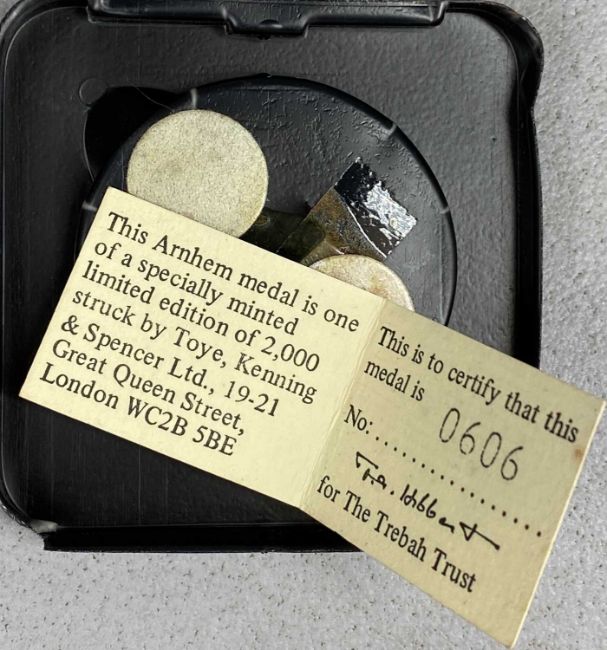 This Arnhem medal is one
of a specially minted
limited edition of 2,000
struck by Toye, Kenning
& Spencer Ltd., 19-21
Great Queen Street,
London WC2B 5BE
This is to certify that this
medal is
No: 0606
for The Trebah Trust